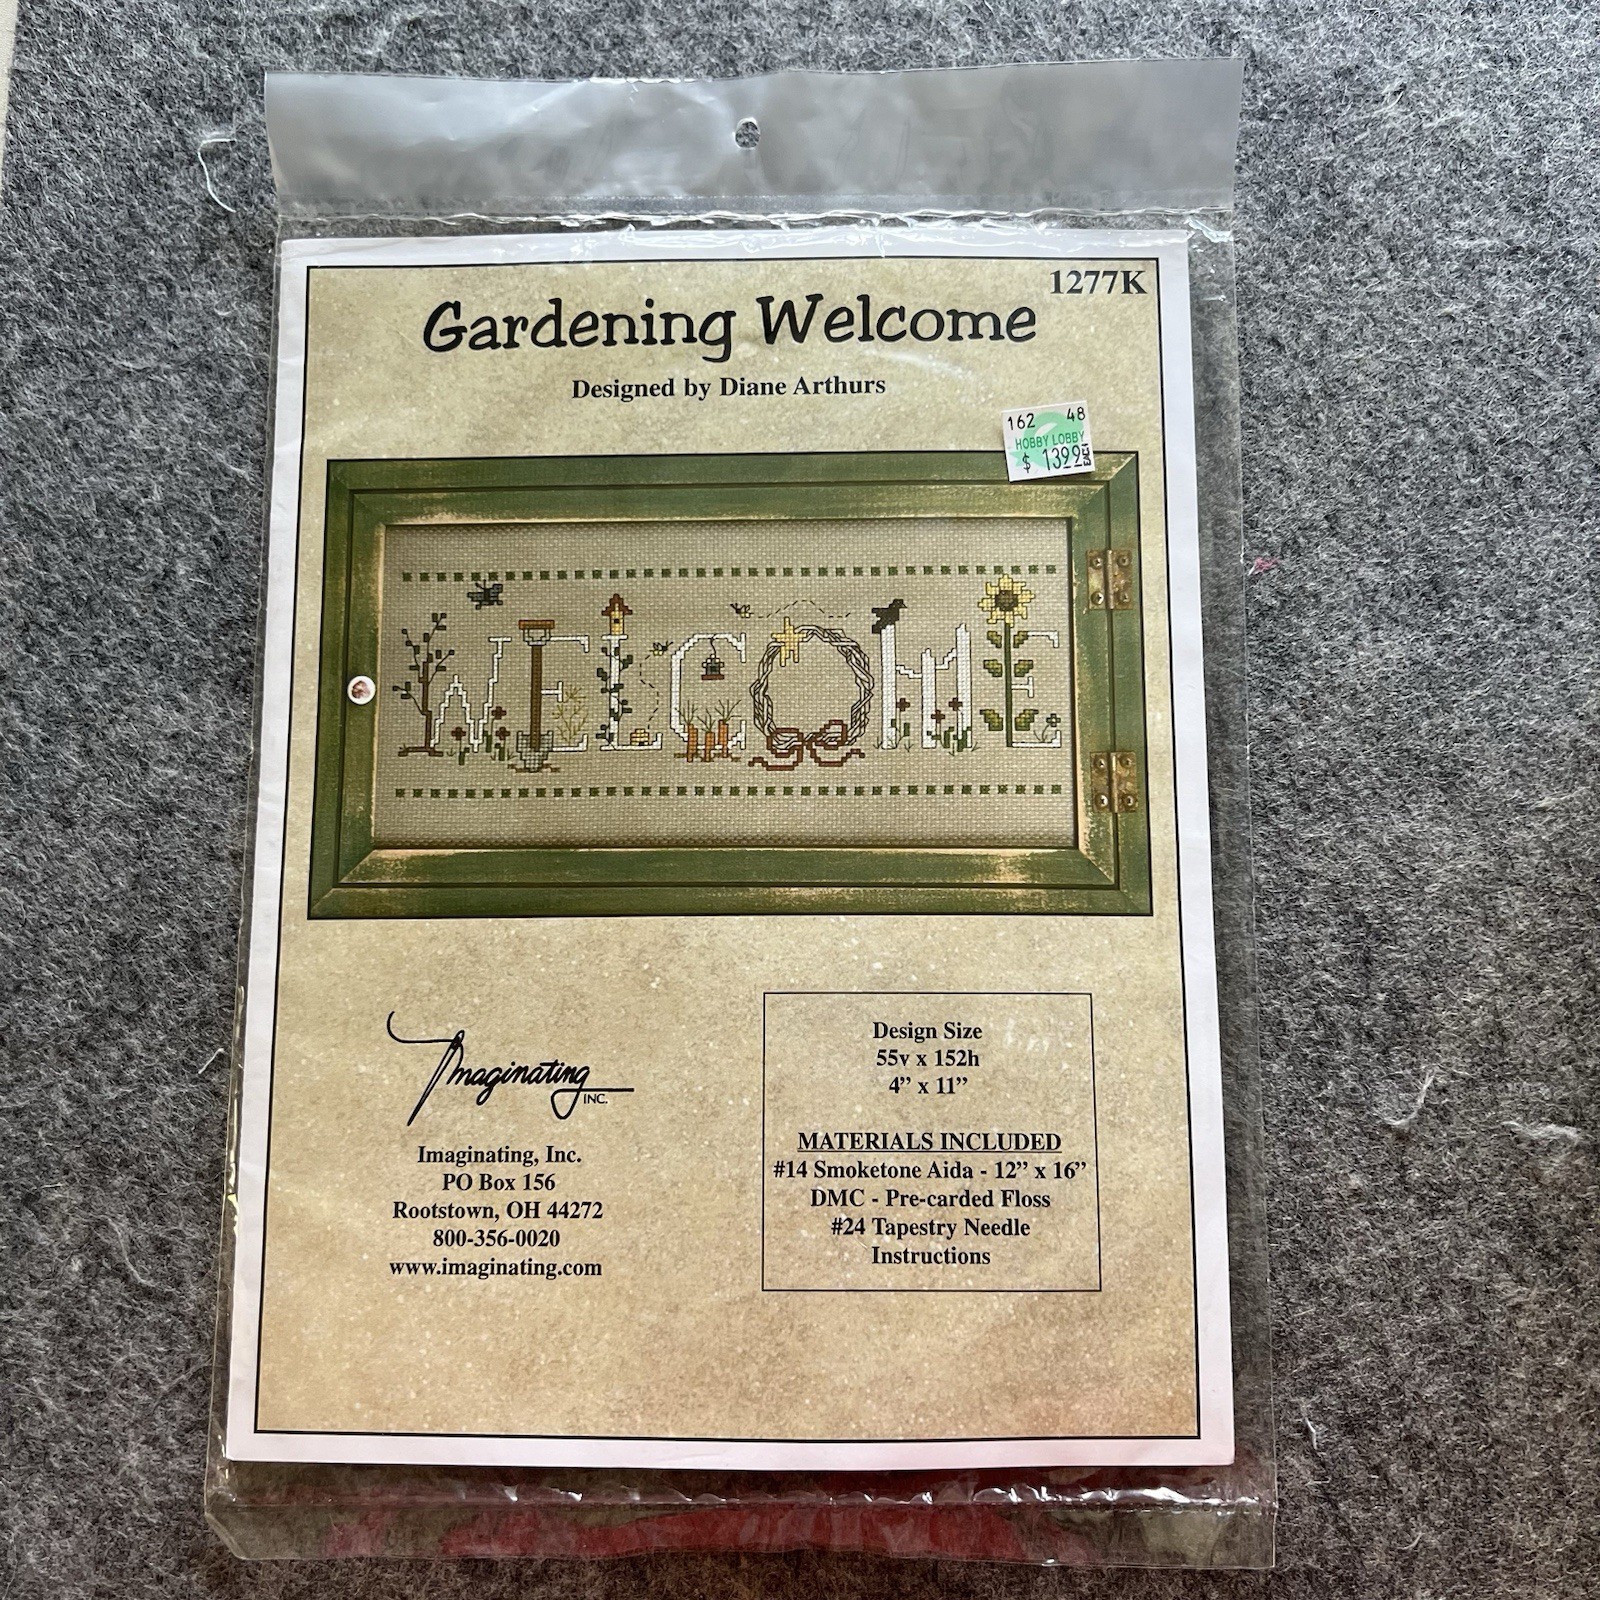 1277K
Gardening Welcome
Designed by Diane Arthurs
162 48
HOBBY LOBBY
$ 13.99 EACH
WELCOME
Imaginating
INC.
Imaginating, Inc.
PO Box 156
Rootstown, OH 44272
800-356-0020
www.imaginating.com
Design Size
55v x 152h
4” x 11”
MATERIALS INCLUDED
#14 Smoketone Aida - 12” x 16”
DMC - Pre-carded Floss
#24 Tapestry Needle
Instructions